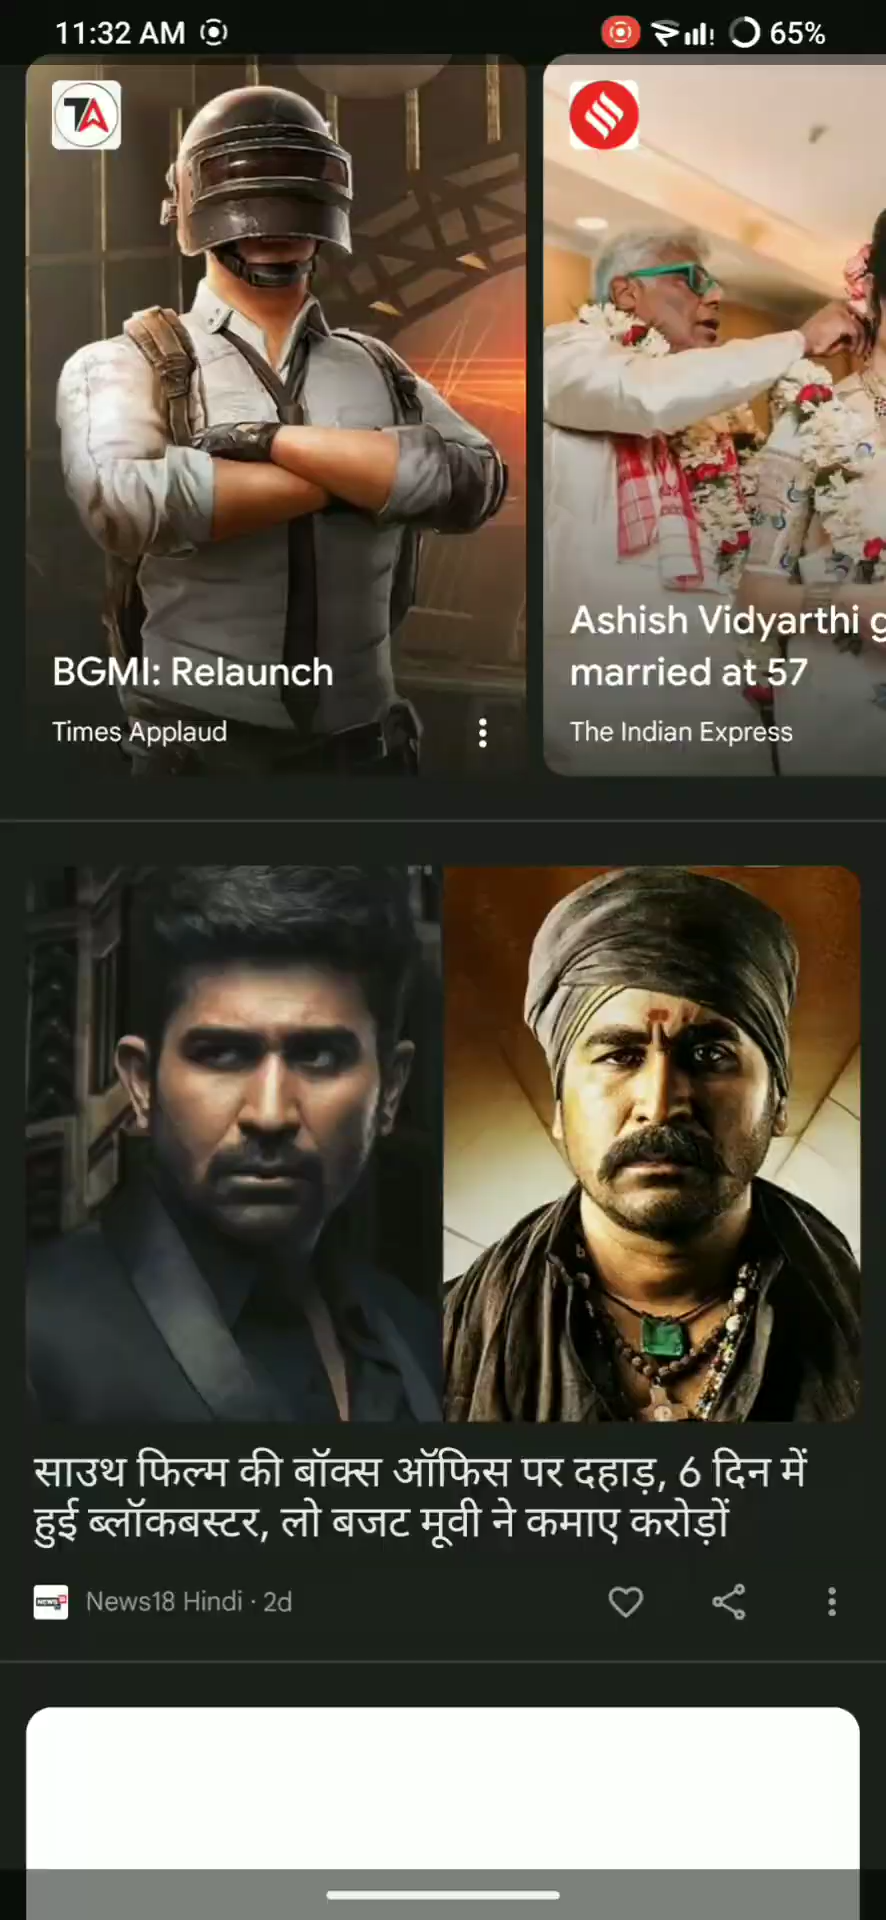 11:32 AM
65%
TA
BGMI: Relaunch
Times Applaud
Ashish Vidyarthi g
married at 57
The Indian Express
साउथ फिल्म की बॉक्स ऑफिस पर दहाड़, 6 दिन में
हुई ब्लॉकबस्टर, लो बजट मूवी ने कमाए करोड़ों
News18 Hindi · 2d